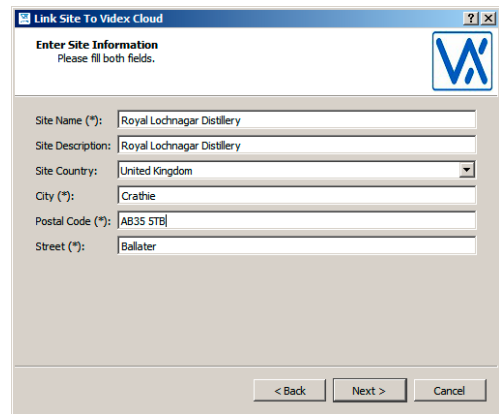 Link Site To Videx Cloud
Enter Site Information
Please fill both fields.
Site Name (*): Royal Lochnagar Distillery
Site Description: Royal Lochnagar Distillery
Site Country: United Kingdom
City (*): Crathie
Postal Code (*): AB35 5TB
Street (*): Ballater
< Back Next > Cancel